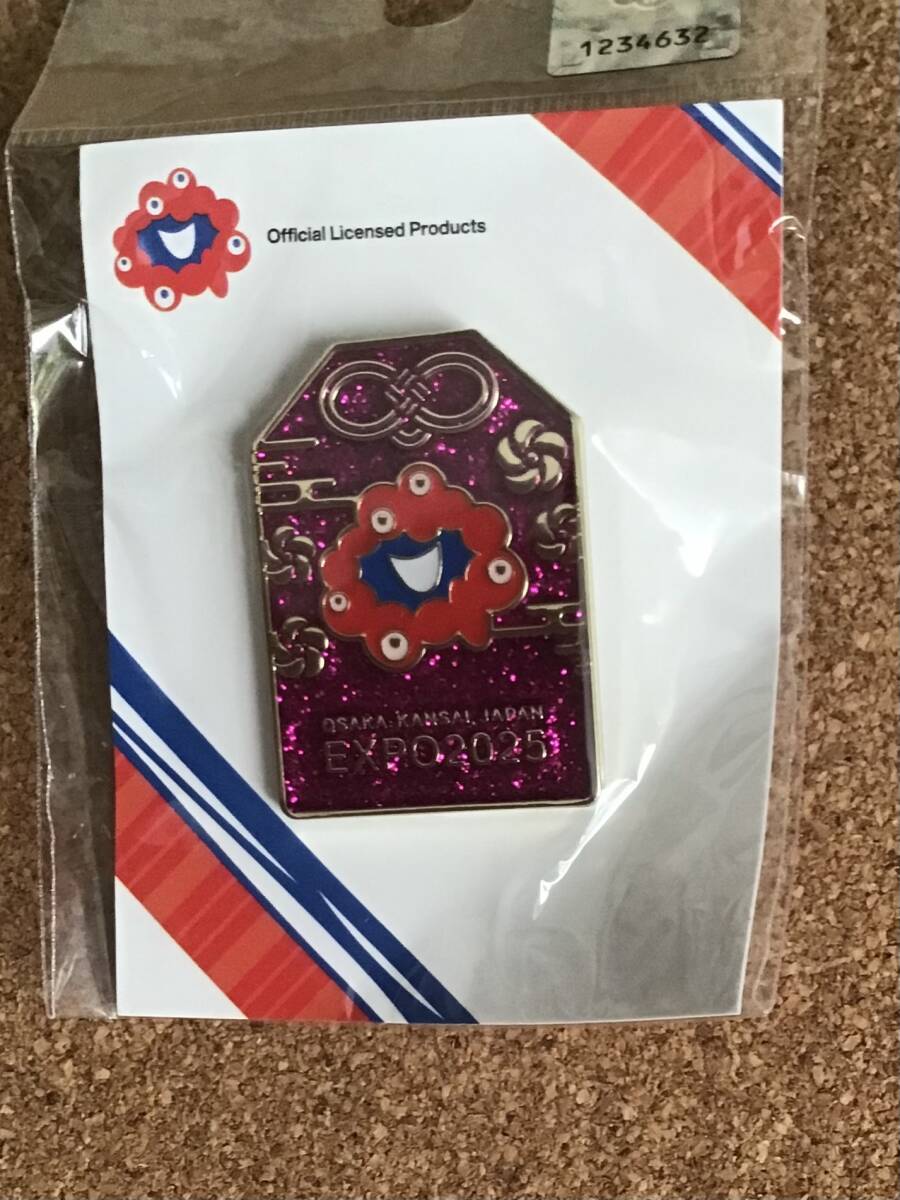 1234632
Official Licensed Products
OSAKA, KANSAI, JAPAN
EXPO2025